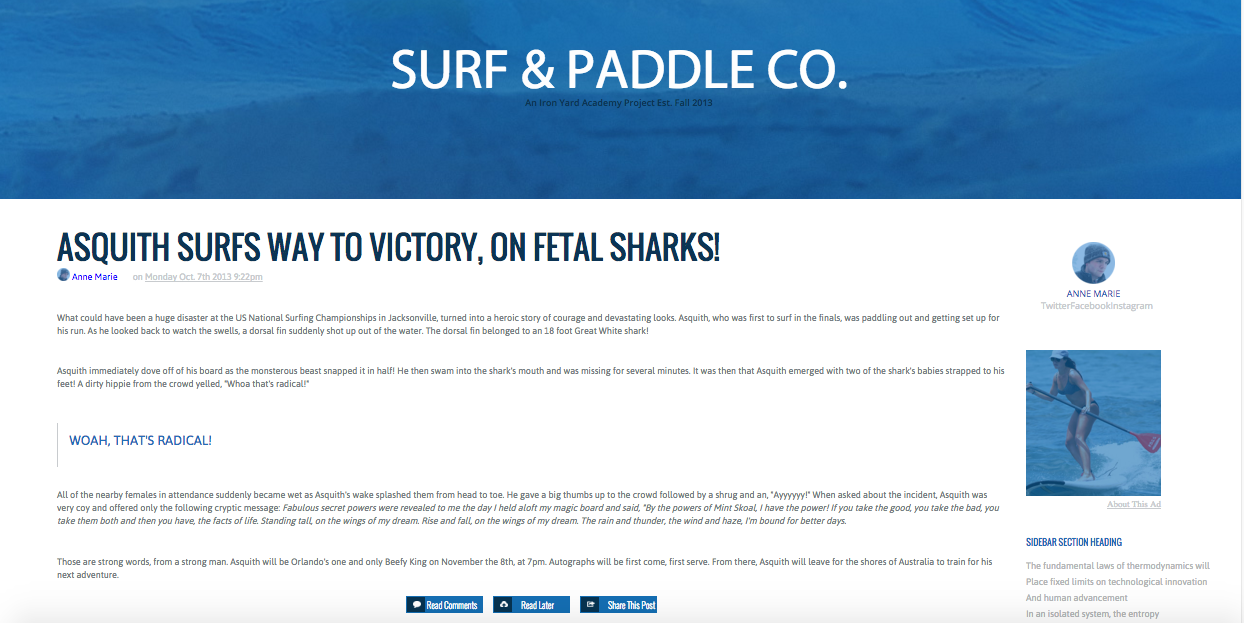 SURF & PADDLE CO.
An Iron Yard Academy Project Est. Fall 2013
ASQUITH SURFS WAY TO VICTORY, ON FETAL SHARKS!
Anne Marie on Monday Oct. 7th 2013 9:22pm
What could have been a huge disaster at the US National Surfing Championships in Jacksonville, turned into a heroic story of courage and devastating looks. Asquith, who was first to surf in the finals, was paddling out and getting set up for
his run. As he looked back to watch the swells, a dorsal fin suddenly shot up out of the water. The dorsal fin belonged to an 18 foot Great White shark!
Asquith immediately dove off of his board as the monsterous beast snapped it in half! He then swam into the shark's mouth and was missing for several minutes. It was then that Asquith emerged with two of the shark's babies strapped to his
feet! A dirty hippie from the crowd yelled, "Whoa that's radical!"
WOAH, THAT'S RADICAL!
All of the nearby females in attendance suddenly became wet as Asquith's wake splashed them from head to toe. He gave a big thumbs up to the crowd followed by a shrug and an, "Ayyyyyy!" When asked about the incident, Asquith was
very coy and offered only the following cryptic message: Fabulous secret powers were revealed to me the day I held aloft my magic board and said, "By the powers of Mint Skoal, I have the power! If you take the good, you take the bad, you
take them both and then you have, the facts of life. Standing tall, on the wings of my dream. Rise and fall, on the wings of my dream. The rain and thunder, the wind and haze, I'm bound for better days.
Those are strong words, from a strong man. Asquith will be Orlando's one and only Beefy King on November the 8th, at 7pm. Autographs will be first come, first serve. From there, Asquith will leave for the shores of Australia to train for his
next adventure.
Read Comments
Read Later
Share This Post
ANNE MARIE
TwitterFacebookInstagram
About This Ad
SIDEBAR SECTION HEADING
The fundamental laws of thermodynamics will
Place fixed limits on technological innovation
And human advancement
In an isolated system, the entropy